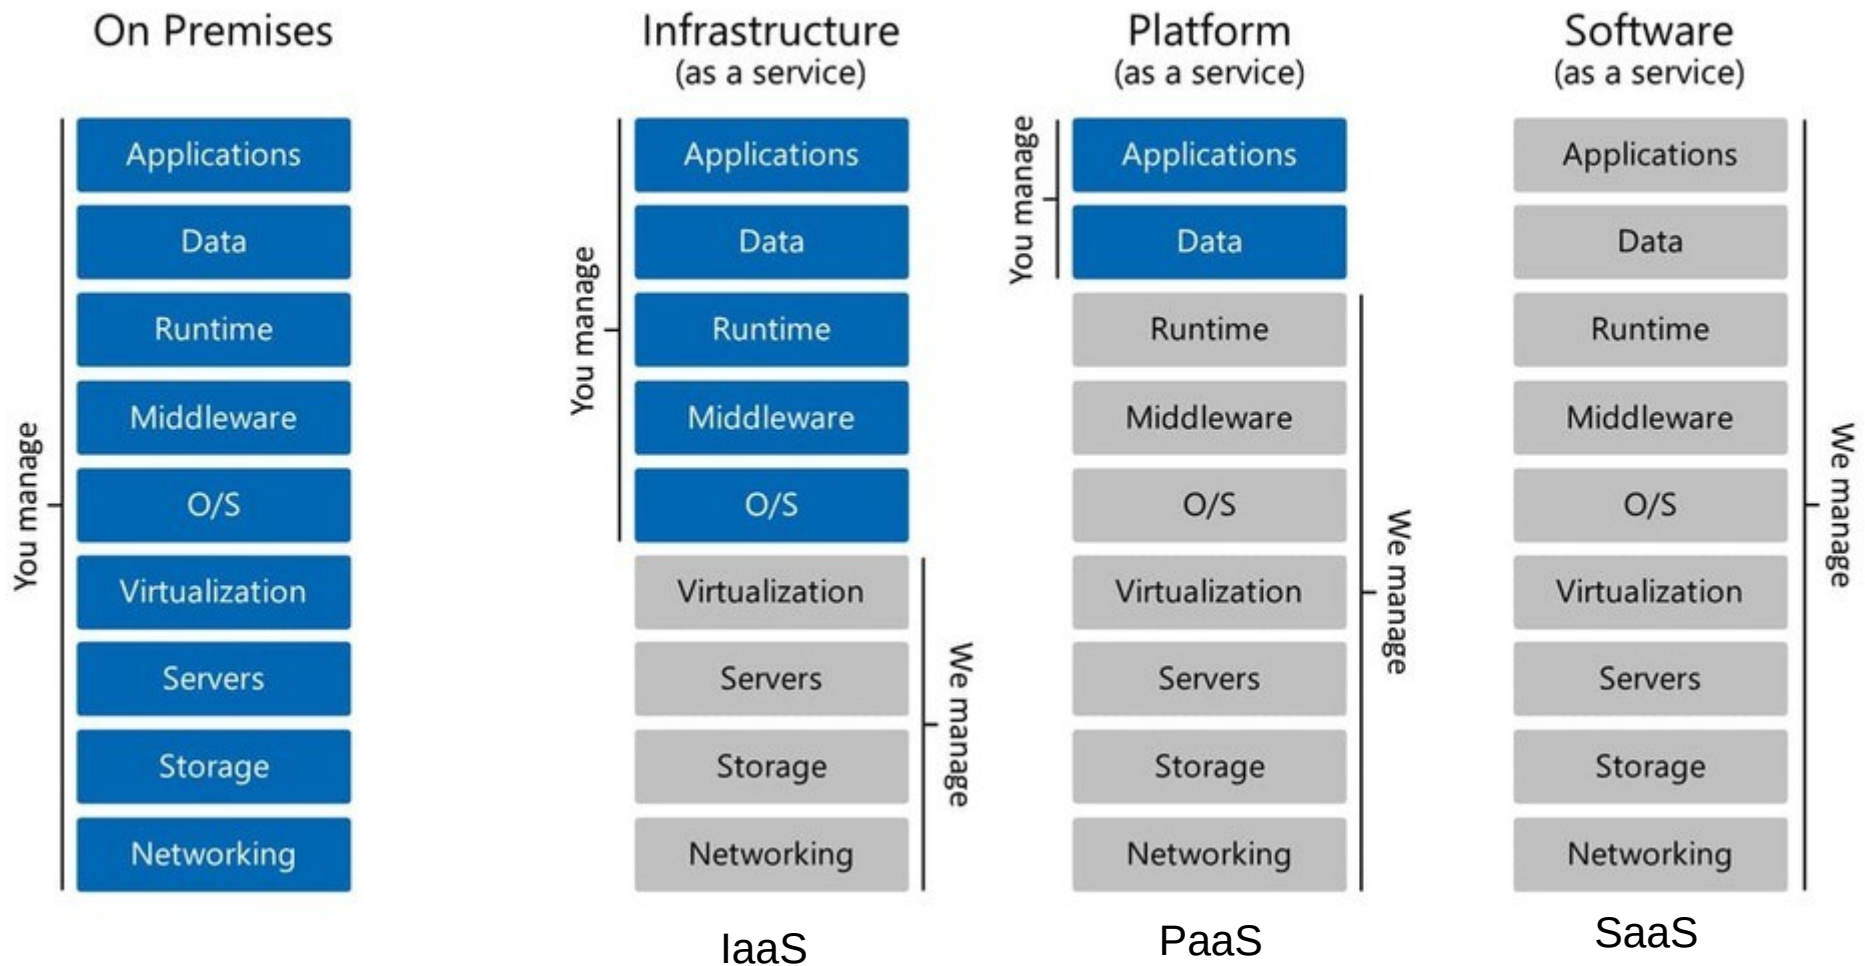 On Premises
You manage
Applications
Data
Runtime
Middleware
O/S
Virtualization
Servers
Storage
Networking
Infrastructure
(as a service)
You manage
Applications
Data
Runtime
Middleware
O/S
Virtualization
Servers
Storage
Networking
We manage
IaaS
Platform
(as a service)
You manage
Applications
Data
Runtime
Middleware
O/S
Virtualization
Servers
Storage
Networking
We manage
PaaS
Software
(as a service)
Applications
Data
Runtime
Middleware
O/S
Virtualization
Servers
Storage
Networking
We manage
SaaS